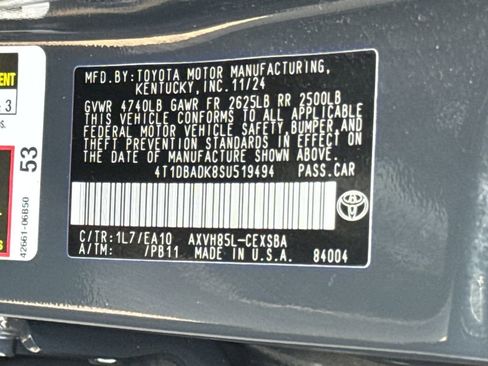 MFD.BY:TOYOTA MOTOR MANUFACTURING,
KENTUCKY, INC.11/24
GVWR 4740LB GAWR FR 2625LB RR 2500LB
THIS VEHICLE CONFORMS TO ALL APPLICABLE
FEDERAL MOTOR VEHICLE SAFETY,BUMPER,AND
THEFT PREVENTION STANDARDS IN EFFECT ON
THE DATE OF MANUFACTURE SHOWN ABOVE.
4T1DBADK8SU519494 PASS.CAR
C/TR:1L7/EA10 AXVH85L-CEXSBA
A/TM: /PB11 MADE IN U.S.A. 84004
53
42661-06B50
3